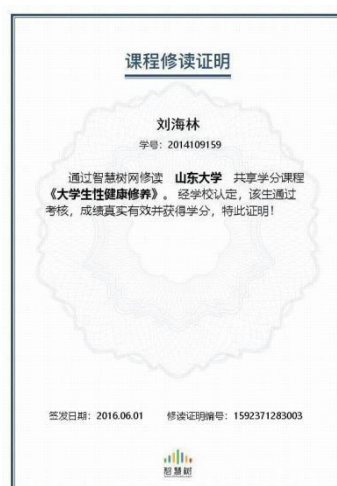 课程修读证明
刘海林
学号：2014109159
通过智慧树网修读 山东大学 共享学分课程
《大学生性健康修养》。经学校认定，该生通过
考核，成绩真实有效并获得学分，特此证明！
签发日期：2016.06.01 修读证明编号：1592371283003
智慧树